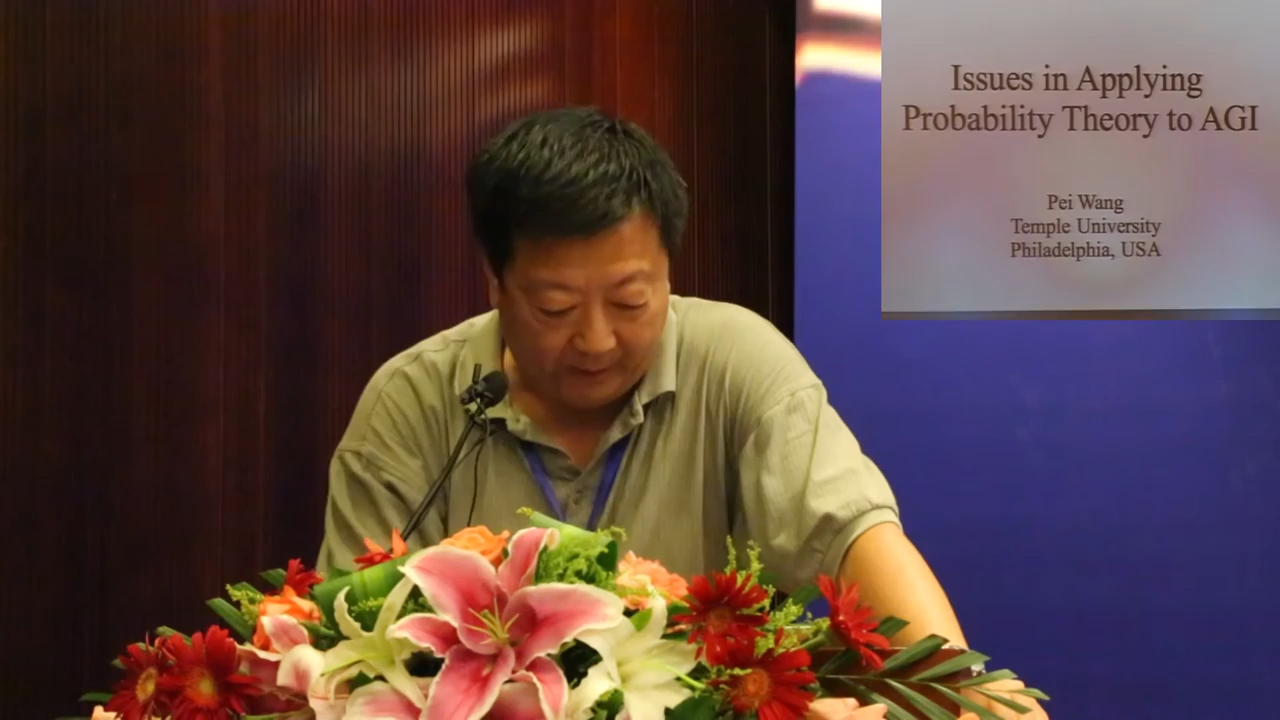 Issues in Applying
Probability Theory to AGI
Pei Wang
Temple University
Philadelphia, USA